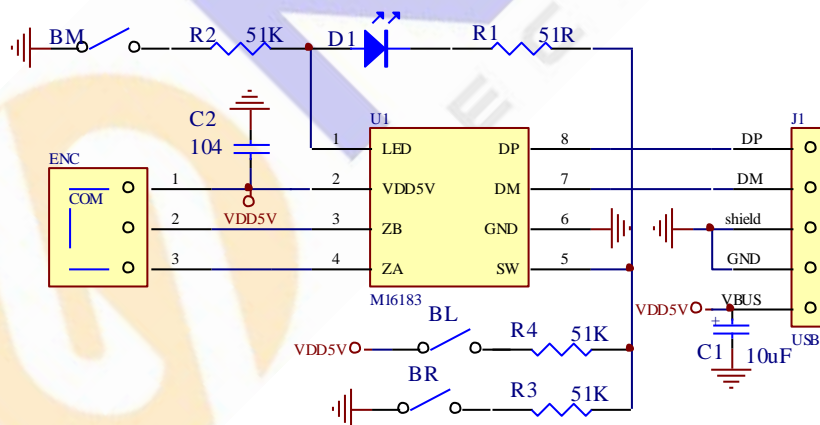 BM R2 51K D1 R1 51R
C2
104
U1
J1
ENC
COM
1
2
3
VDD5V
1 LED DP 8 DP
2 VDD5V DM 7 DM
3 ZB GND 6 shield
4 ZA SW 5 GND
M16183
VBUS
VDD5V
+
C1 10uF
USB
BL R4 51K
VDD5V
BR R3 51K